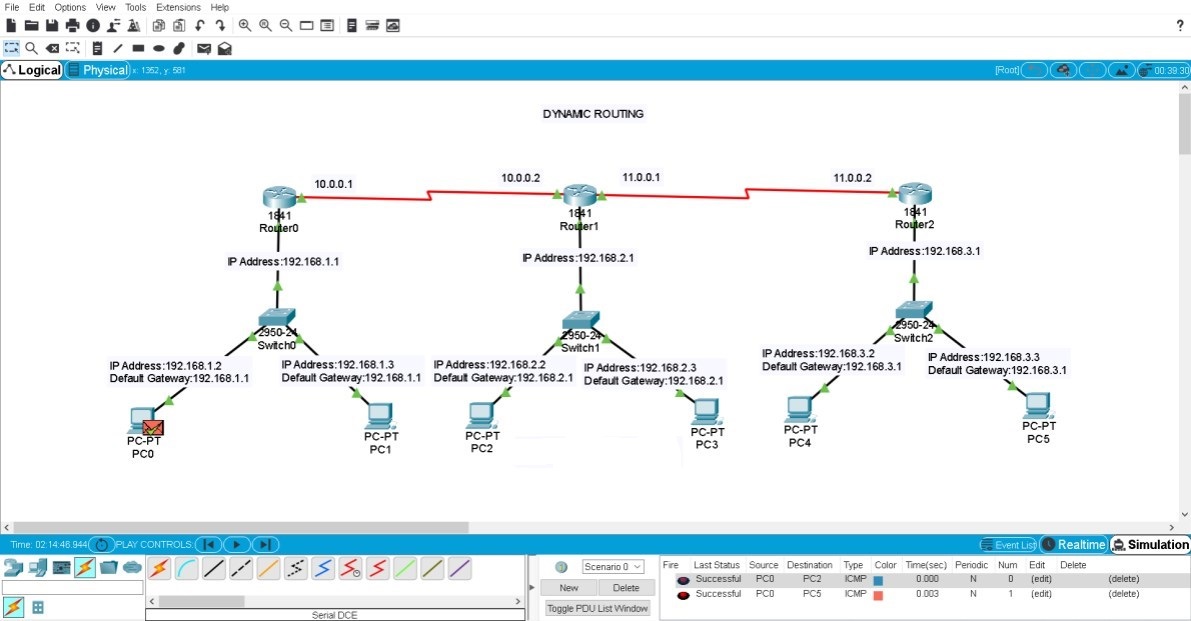 File Edit Options View Tools Extensions Help
?
Logical Physical x: 1352, y: 581 [Root] 00:39:30
DYNAMIC ROUTING
10.0.0.1 10.0.0.2 11.0.0.1 11.0.0.2
1841 1841 1841
Router0 Router1 Router2
IP Address:192.168.1.1 IP Address:192.168.2.1 IP Address:192.168.3.1
2950-24 2950-24 2950-24
Switch0 Switch1 Switch2
IP Address:192.168.1.2
Default Gateway:192.168.1.1
IP Address:192.168.1.3
Default Gateway:192.168.1.1
IP Address:192.168.2.2
Default Gateway:192.168.2.1
IP Address:192.168.2.3
Default Gateway:192.168.2.1
IP Address:192.168.3.2
Default Gateway:192.168.3.1
IP Address:192.168.3.3
Default Gateway:192.168.3.1
PC-PT PC-PT PC-PT PC-PT PC-PT PC-PT
PC0 PC1 PC2 PC3 PC4 PC5
Time: 02:14:46.944 PLAY CONTROLS: Event List Realtime Simulation
Scenario 0
New Delete
Toggle PDU List Window
Fire Last Status Source Destination Type Color Time(sec) Periodic Num Edit Delete
Successful PC0 PC2 ICMP 0.000 N 0 (edit) (delete)
Successful PC0 PC5 ICMP 0.003 N 1 (edit) (delete)
Serial DCE